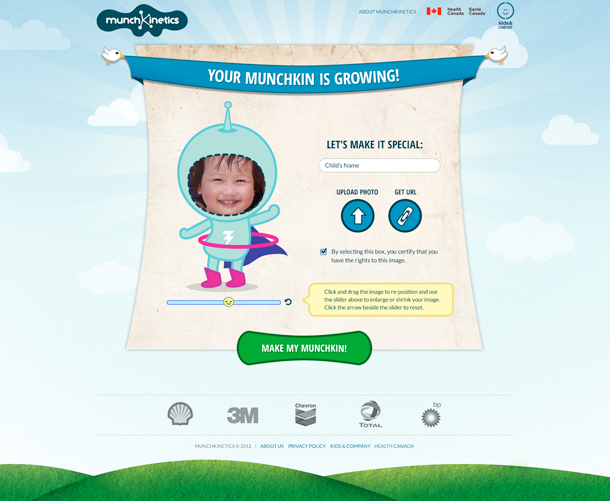 munchkinetics
ABOUT MUNCHKINETICS | Health Canada Santé Canada
kids&
COMPANY
YOUR MUNCHKIN IS GROWING!
LET'S MAKE IT SPECIAL:
Child's Name
UPLOAD PHOTO GET URL
By selecting this box, you certify that you
have the rights to this image.
Click and drag the image to re-position and use
the slider above to enlarge or shrink your image.
Click the arrow beside the slider to reset.
MAKE MY MUNCHKIN!
3M Chevron TOTAL bp
MUNCHKINETICS © 2012 | ABOUT US PRIVACY POLICY KIDS & COMPANY HEALTH CANADA